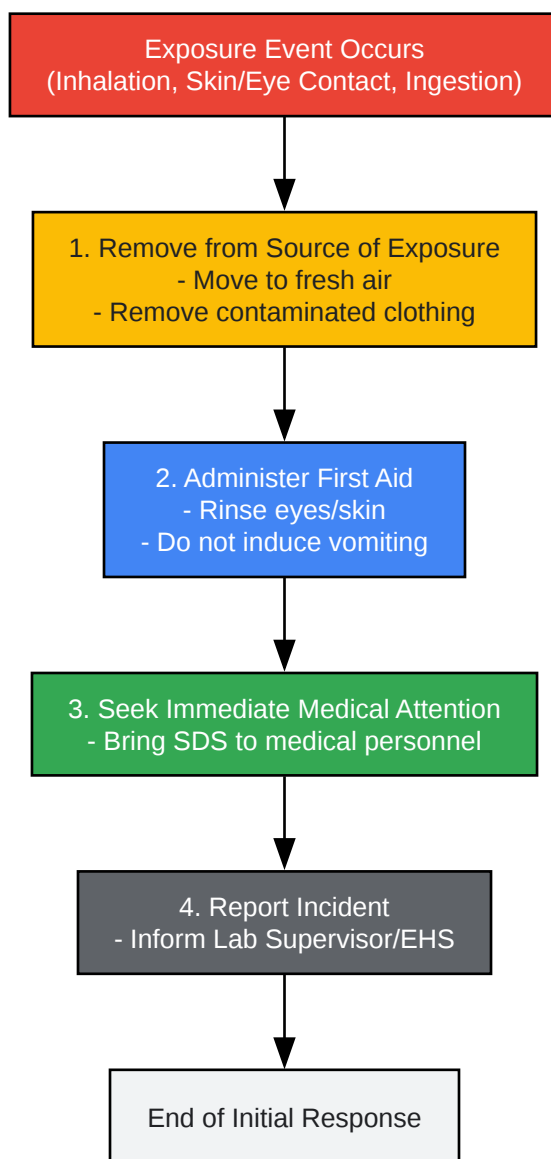 Exposure Event Occurs
(Inhalation, Skin/Eye Contact, Ingestion)
1. Remove from Source of Exposure
- Move to fresh air
- Remove contaminated clothing
2. Administer First Aid
- Rinse eyes/skin
- Do not induce vomiting
3. Seek Immediate Medical Attention
- Bring SDS to medical personnel
4. Report Incident
- Inform Lab Supervisor/EHS
End of Initial Response